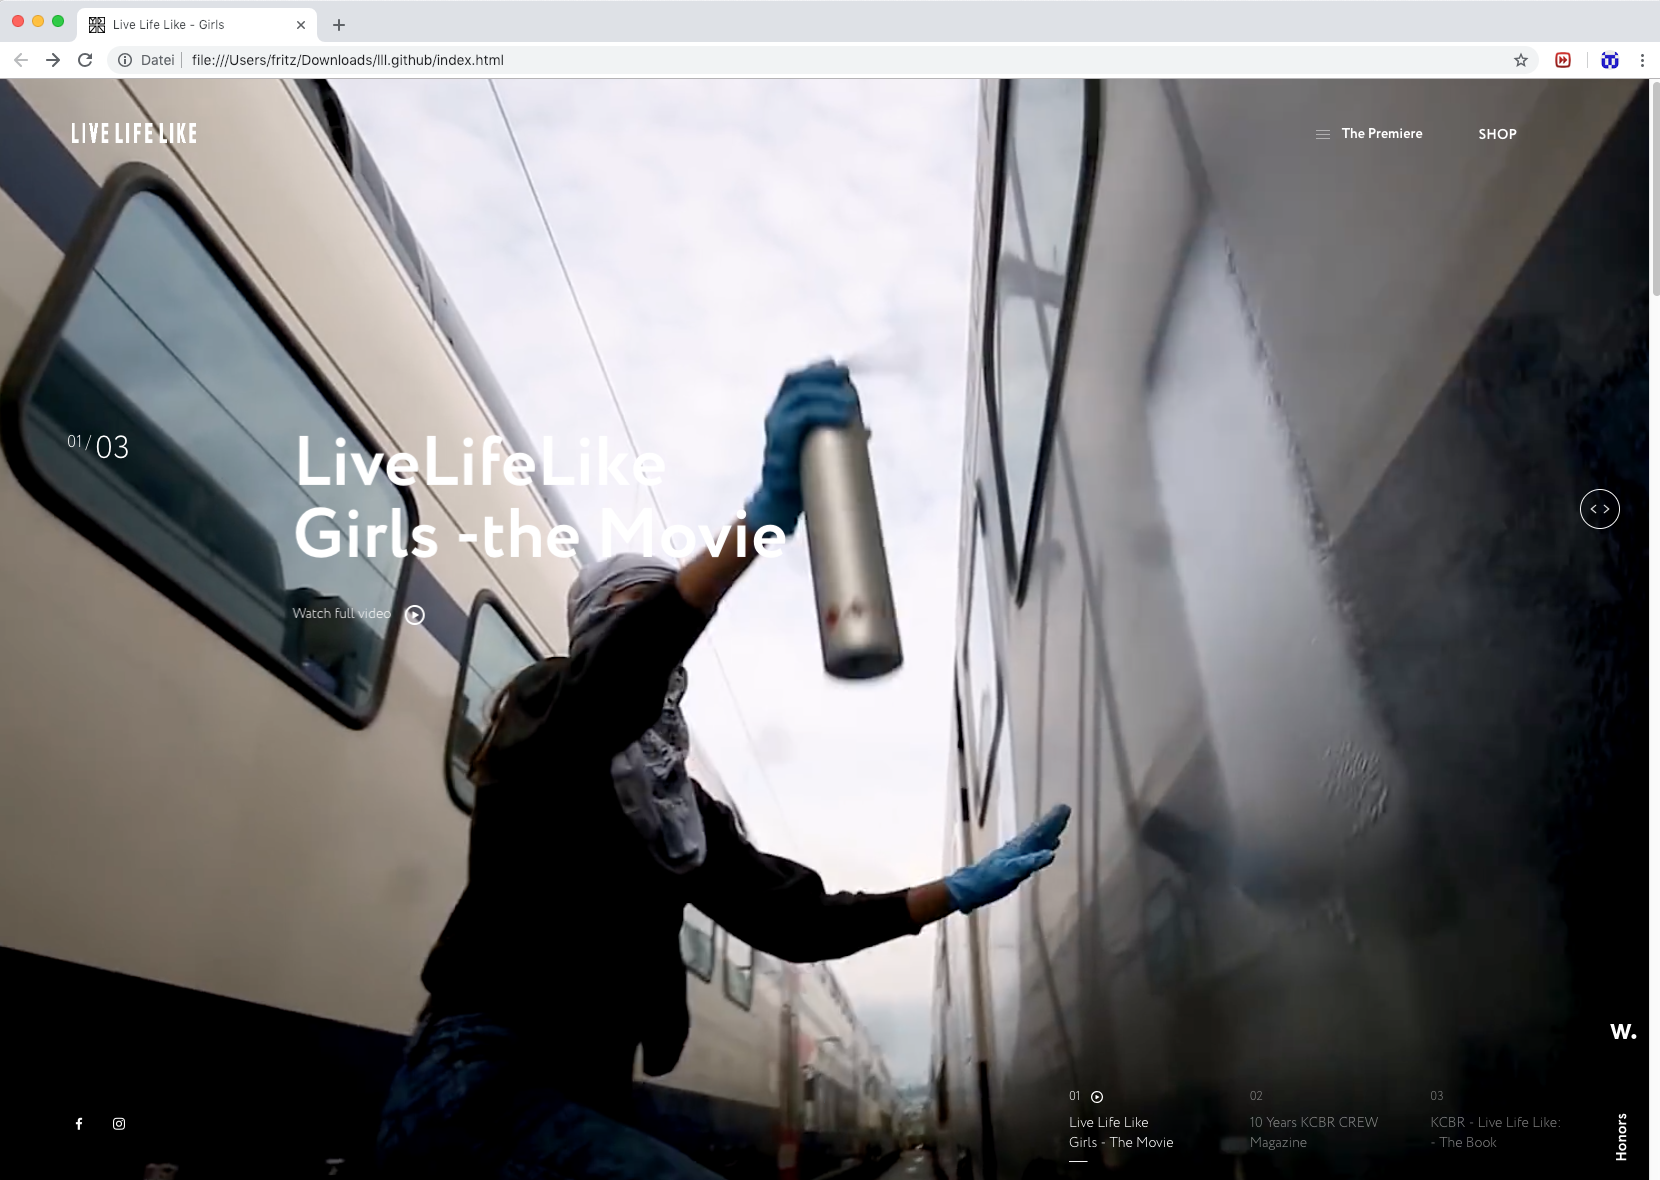 Live Life Like - Girls
Datei
file:///Users/fritz/Downloads/lll.github/index.html
LIVE LIFE LIKE
The Premiere
SHOP
01 / 03
LiveLifeLike
Girls -the Movie
Watch full video
w.
01
Live Life Like
Girls - The Movie
02
10 Years KCBR CREW
Magazine
03
KCBR - Live Life Like:
- The Book
Honors